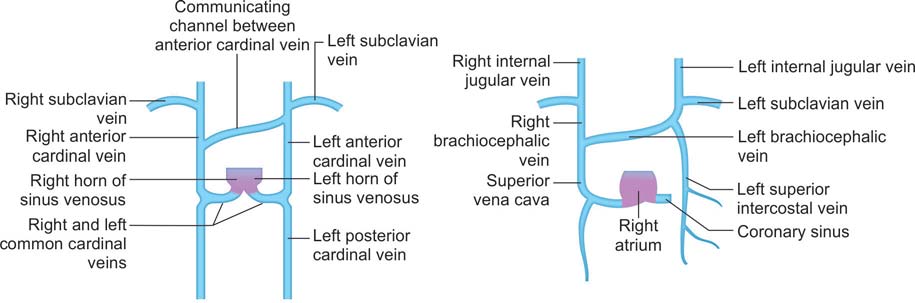 Communicating
channel between
anterior cardinal vein
Left subclavian
vein
Right subclavian
vein
Right anterior
cardinal vein
Left anterior
cardinal vein
Right horn of
sinus venosus
Left horn of
sinus venosus
Right and left
common cardinal
veins
Left posterior
cardinal vein
Right internal
jugular vein
Left internal jugular vein
Left subclavian vein
Right
brachiocephalic
vein
Left brachiocephalic
vein
Superior
vena cava
Left superior
intercostal vein
Right
atrium
Coronary sinus